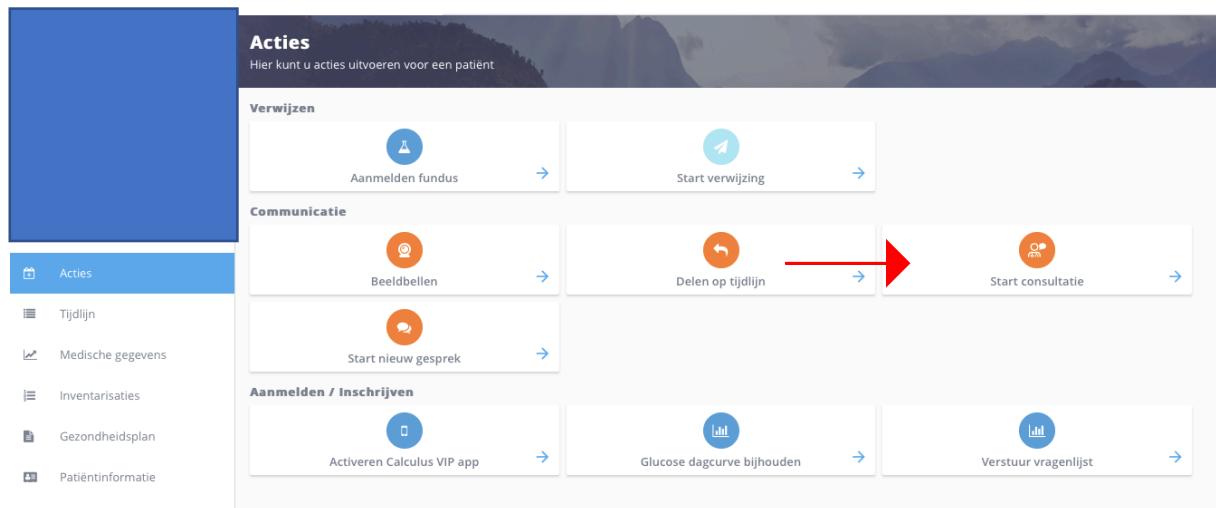 Acties
Hier kunt u acties uitvoeren voor een patiënt
Verwijzen
Aanmelden fundus
Start verwijzing
Communicatie
Beeldbellen
Delen op tijdlijn
Start consultatie
Start nieuw gesprek
Aanmelden / Inschrijven
Activeren Calculus VIP app
Glucose dagcurve bijhouden
Verstuur vragenlijst
Acties
Tijdlijn
Medische gegevens
Inventarisaties
Gezondheidsplan
Patiëntinformatie